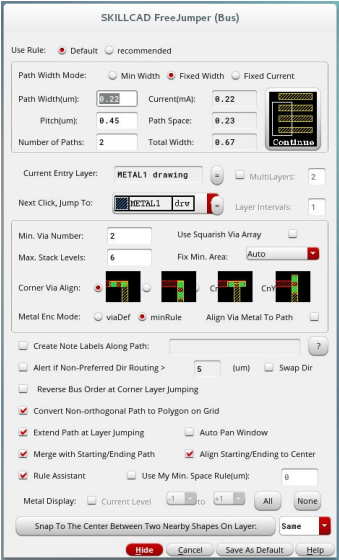 SKILLCAD FreeJumper (Bus)
Use Rule: Default recommended
Path Width Mode: Min Width Fixed Width Fixed Current
Path Width(um): 0.22 Current(mA): 0.22
Pitch(um): 0.45 Path Space: 0.23
Number of Paths: 2 Total Width: 0.67
Continue
Current Entry Layer: METAL1 drawing = MultiLayers: 2
Next Click, Jump To: METAL1 drv = Layer Intervals: 1
Min. Via Number: 2 Use Squarish Via Array
Max. Stack Levels: 6 Fix Min. Area: Auto
Corner Via Align: CnY
Metal Enc Mode: viaDef minRule Align Via Metal To Path
Create Note Labels Along Path: ?
Alert if Non-Preferred Dir Routing > 5 (um) Swap Dir
Reverse Bus Order at Corner Layer Jumping
Convert Non-orthogonal Path to Polygon on Grid
Extend Path at Layer Jumping Auto Pan Window
Merge with Starting/Ending Path Align Starting/Ending to Center
Rule Assistant Use My Min. Space Rule(um): 0
Metal Display: Current Level -1 to +1 All None
Snap To The Center Between Two Nearby Shapes On Layer: Same
Hide Cancel Save As Default Help